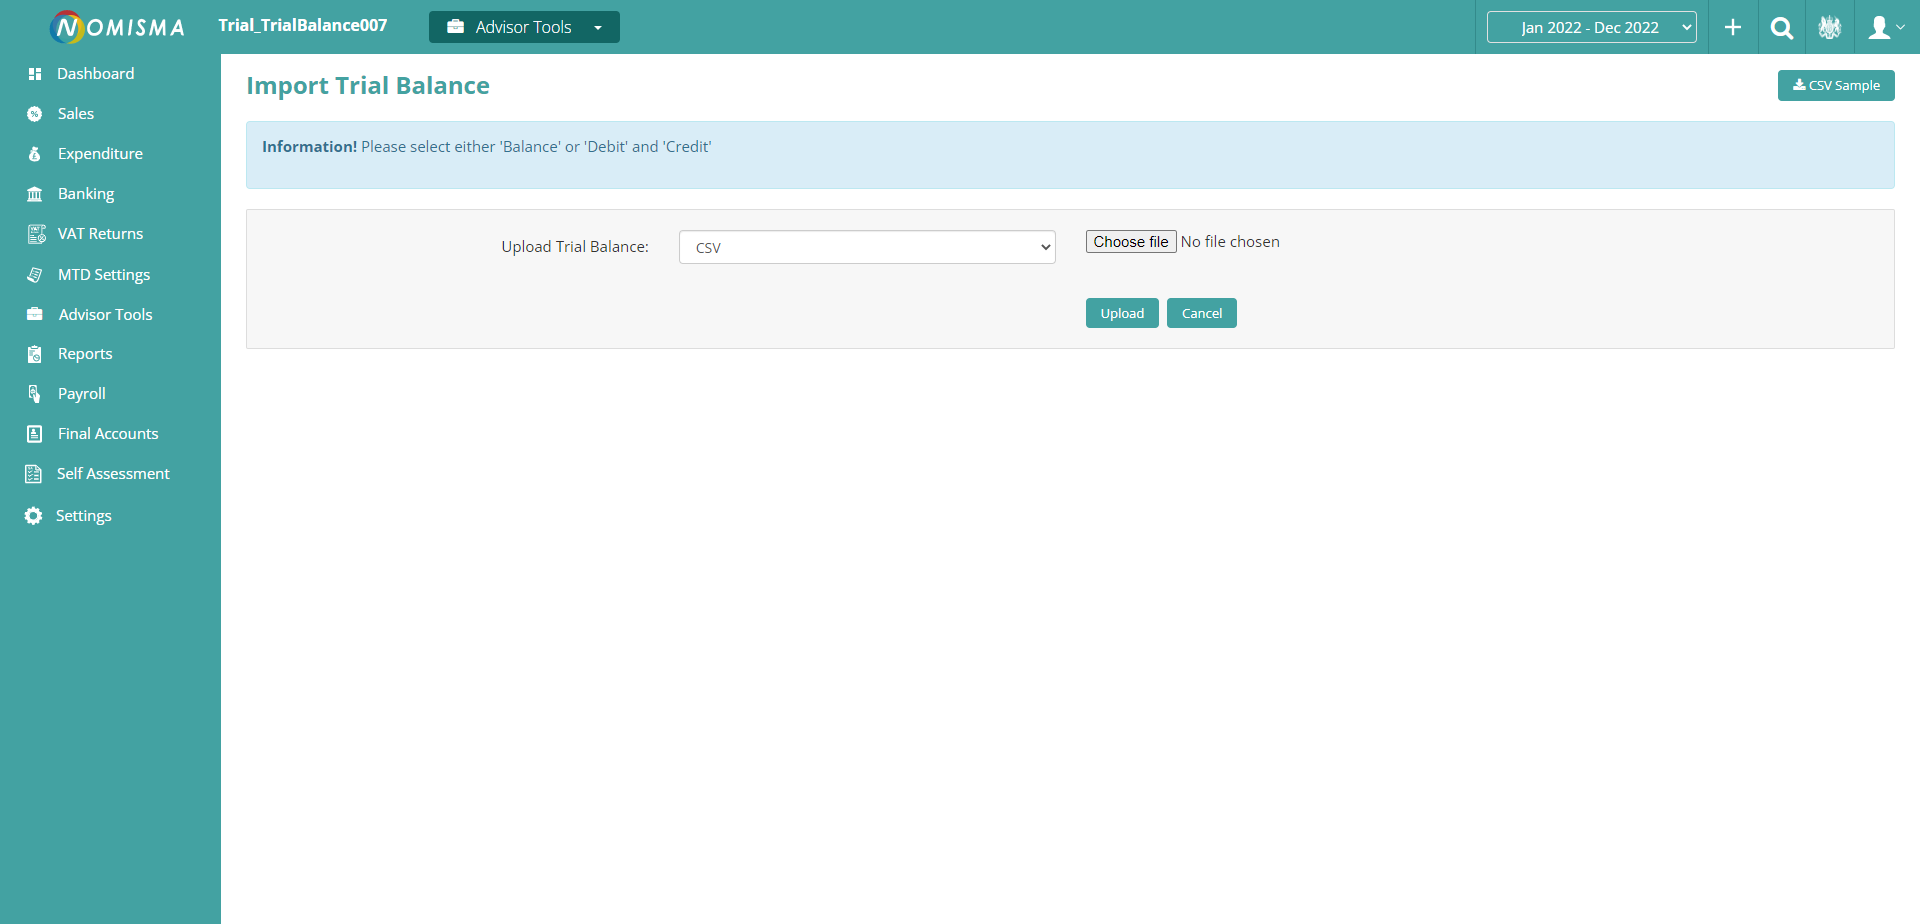 NOMISMA
Trial_TrialBalance007
Advisor Tools
Jan 2022 - Dec 2022
Dashboard
Sales
Expenditure
Banking
VAT Returns
MTD Settings
Advisor Tools
Reports
Payroll
Final Accounts
Self Assessment
Settings
Import Trial Balance
CSV Sample
Information! Please select either 'Balance' or 'Debit' and 'Credit'
Upload Trial Balance:
CSV
Choose file No file chosen
Upload
Cancel